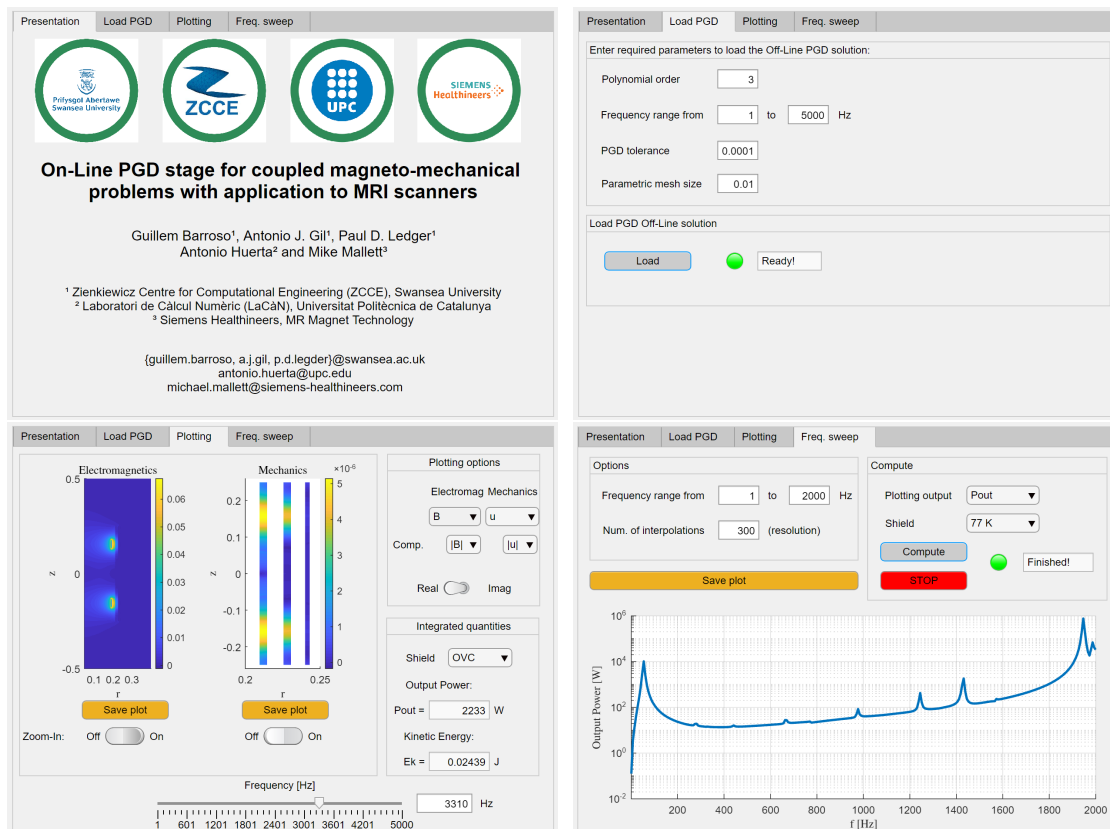 Presentation Load PGD Plotting Freq. sweep
Prifysgol Abertawe
Swansea University
ZCCE
UPC
SIEMENS
Healthineers
On-Line PGD stage for coupled magneto-mechanical
problems with application to MRI scanners
Guillem Barroso¹, Antonio J. Gil¹, Paul D. Ledger¹
Antonio Huerta² and Mike Mallett³
¹ Zienkiewicz Centre for Computational Engineering (ZCCE), Swansea University
² Laboratori de Càlcul Numèric (LaCàN), Universitat Politècnica de Catalunya
³ Siemens Healthineers, MR Magnet Technology
{guillem.barroso, a.j.gil, p.d.legder}@swansea.ac.uk
antonio.huerta@upc.edu
michael.mallett@siemens-healthineers.com
Presentation Load PGD Plotting Freq. sweep
Enter required parameters to load the Off-Line PGD solution:
Polynomial order 3
Frequency range from 1 to 5000 Hz
PGD tolerance 0.0001
Parametric mesh size 0.01
Load PGD Off-Line solution
Load Ready!
Presentation Load PGD Plotting Freq. sweep
Electromagnetics
0.5
0
-0.5
z
0.1 0.2 0.3
r
0.06
0.05
0.04
0.03
0.02
0.01
0
Save plot
Mechanics
0.2
0.1
0
-0.1
-0.2
z
0.2 0.25
r
×10⁻⁶
5
4
3
2
1
0
Save plot
Zoom-In: Off On
Off On
Plotting options
Electromag Mechanics
B u
Comp. |B| |u|
Real Imag
Integrated quantities
Shield OVC
Output Power:
Pout = 2233 W
Kinetic Energy:
Ek = 0.02439 J
Frequency [Hz]
3310 Hz
1 601 1201 1801 2401 3001 3601 4201 5000
Presentation Load PGD Plotting Freq. sweep
Options
Frequency range from 1 to 2000 Hz
Num. of interpolations 300 (resolution)
Save plot
Compute
Plotting output Pout
Shield 77 K
Compute
Finished!
STOP
Output Power [W]
10⁶
10⁴
10²
10⁰
10⁻²
200 400 600 800 1000 1200 1400 1600 1800 2000
f [Hz]